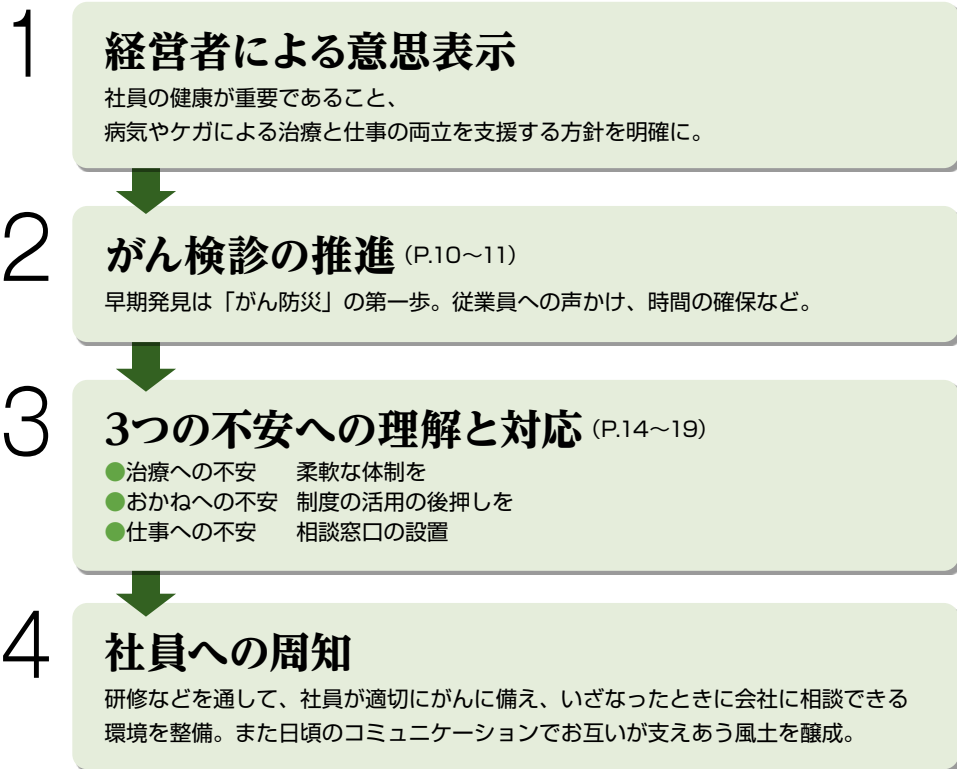 1
経営者による意思表示
社員の健康が重要であること、
病気やケガによる治療と仕事の両立を支援する方針を明確に。
2
がん検診の推進(P.10〜11)
早期発見は「がん防災」の第一歩。従業員への声かけ、時間の確保など。
3
3つの不安への理解と対応(P.14〜19)
●治療への不安 柔軟な体制を
●おかねへの不安 制度の活用の後押しを
●仕事への不安 相談窓口の設置
4
社員への周知
研修などを通して、社員が適切にがんに備え、いざなったときに会社に相談できる
環境を整備。また日頃のコミュニケーションでお互いが支えあう風土を醸成。